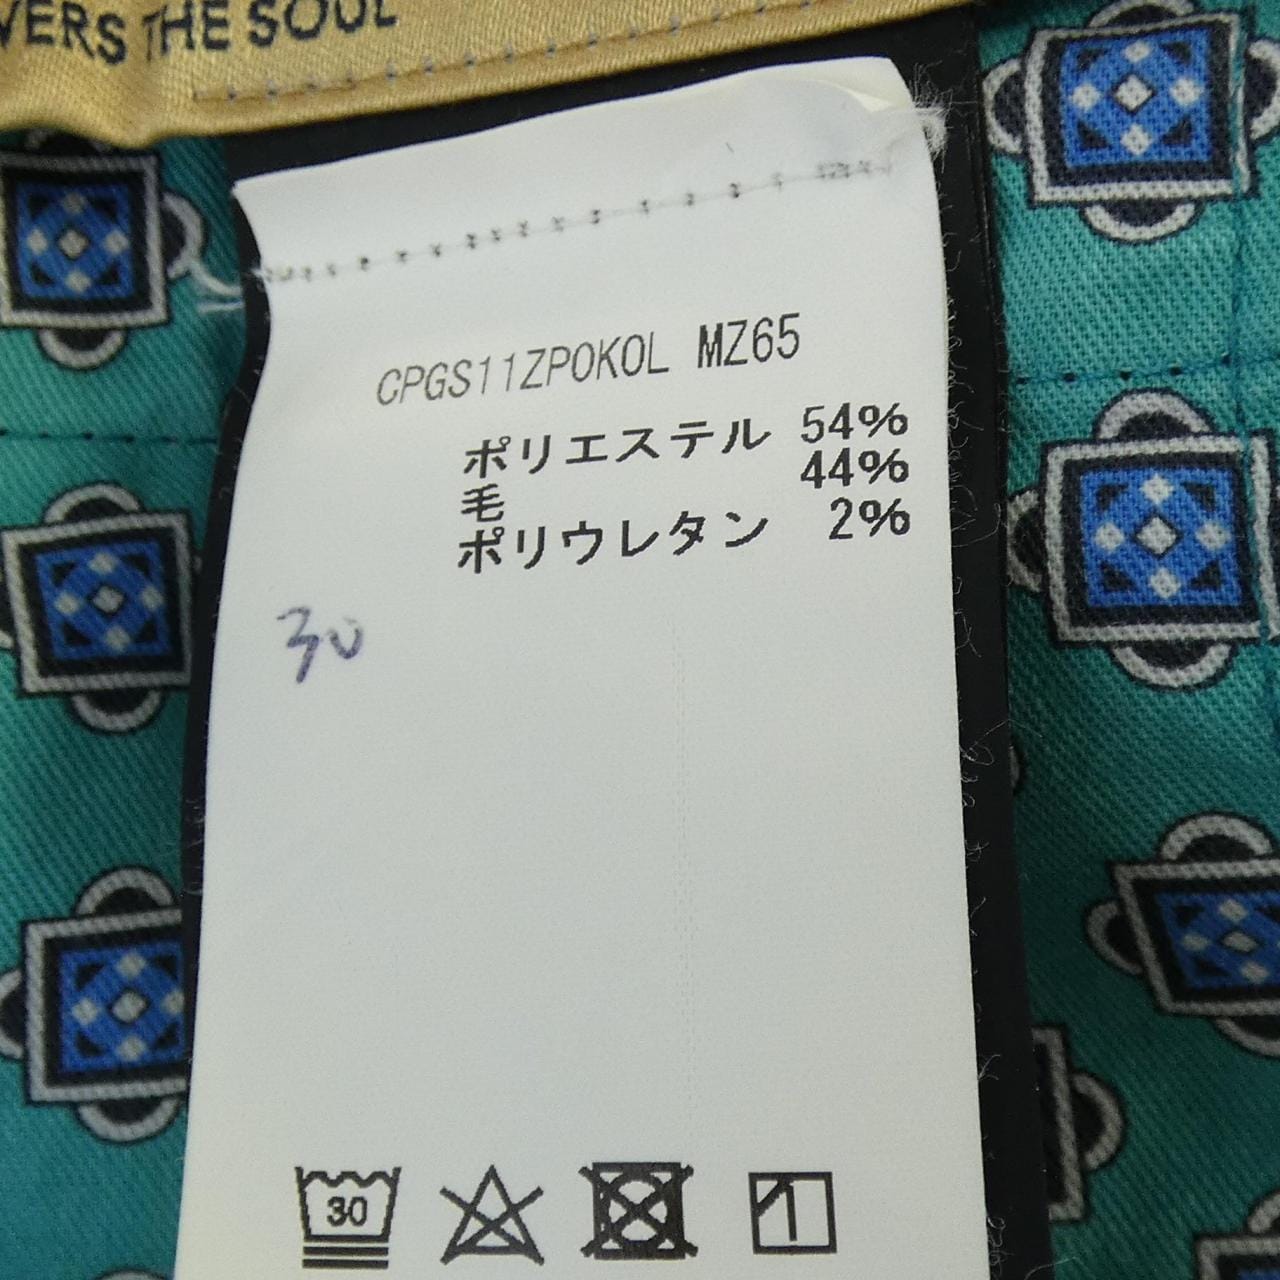 VERS THE SOUL
CPGS11ZPOKOL MZ65
ポリエステル 54%
毛 44%
ポリウレタン 2%
30
30